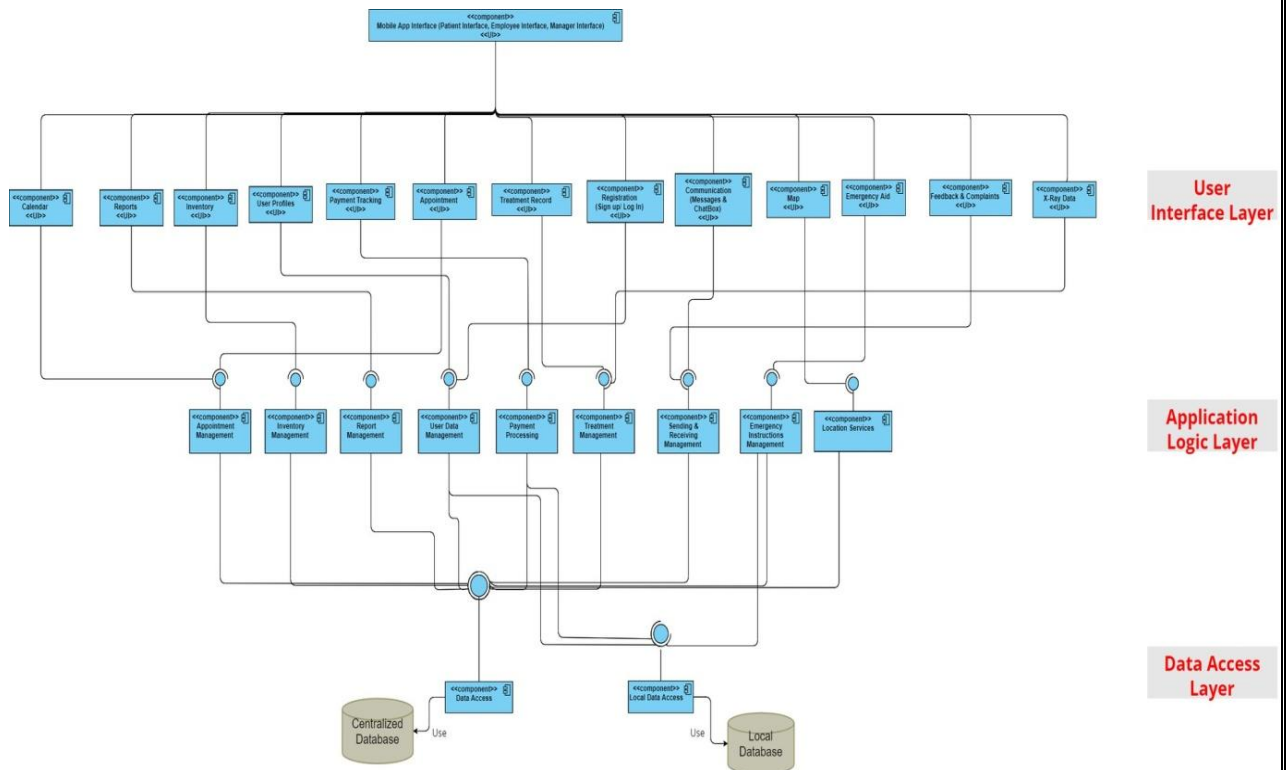 <<component>>
Mobile App Interface (Patient Interface, Employee Interface, Manager Interface)
<<UI>>
<<component>>
Calendar
<<UI>>
<<component>>
Reports
<<UI>>
<<component>>
Inventory
<<UI>>
<<component>>
User Profiles
<<UI>>
<<component>>
Payment Tracking
<<UI>>
<<component>>
Appointment
<<UI>>
<<component>>
Treatment Record
<<UI>>
<<component>>
Registration
(Sign up/ Log In)
<<UI>>
<<component>>
Communication
(Messages &
ChatBox)
<<UI>>
<<component>>
Map
<<UI>>
<<component>>
Emergency Aid
<<UI>>
<<component>>
Feedback & Complaints
<<UI>>
<<component>>
X-Ray Data
<<UI>>
User
Interface Layer
<<component>>
Appointment
Management
<<component>>
Inventory
Management
<<component>>
Report
Management
<<component>>
User Data
Management
<<component>>
Payment
Processing
<<component>>
Treatment
Management
<<component>>
Sending &
Receiving
Management
<<component>>
Emergency
Instructions
Management
<<component>>
Location Services
Application
Logic Layer
<<component>>
Data Access
<<component>>
Local Data Access
Data Access
Layer
Centralized
Database
Use
Use
Local
Database